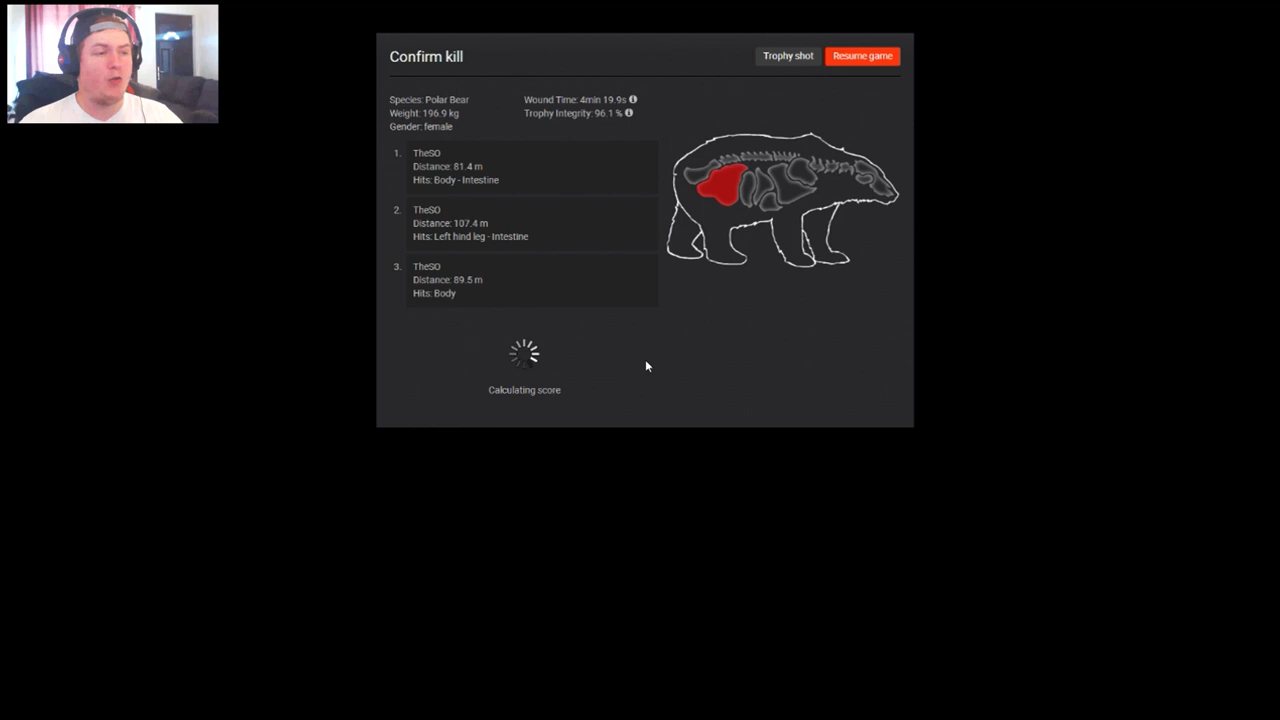 Confirm kill
Trophy shot
Resume game
Species: Polar Bear
Weight: 196.9 kg
Gender: female
Wound Time: 4min 19.9s
Trophy Integrity: 96.1 %
1. TheSO
Distance: 81.4 m
Hits: Body - Intestine
2. TheSO
Distance: 107.4 m
Hits: Left hind leg - Intestine
3. TheSO
Distance: 89.5 m
Hits: Body
Calculating score